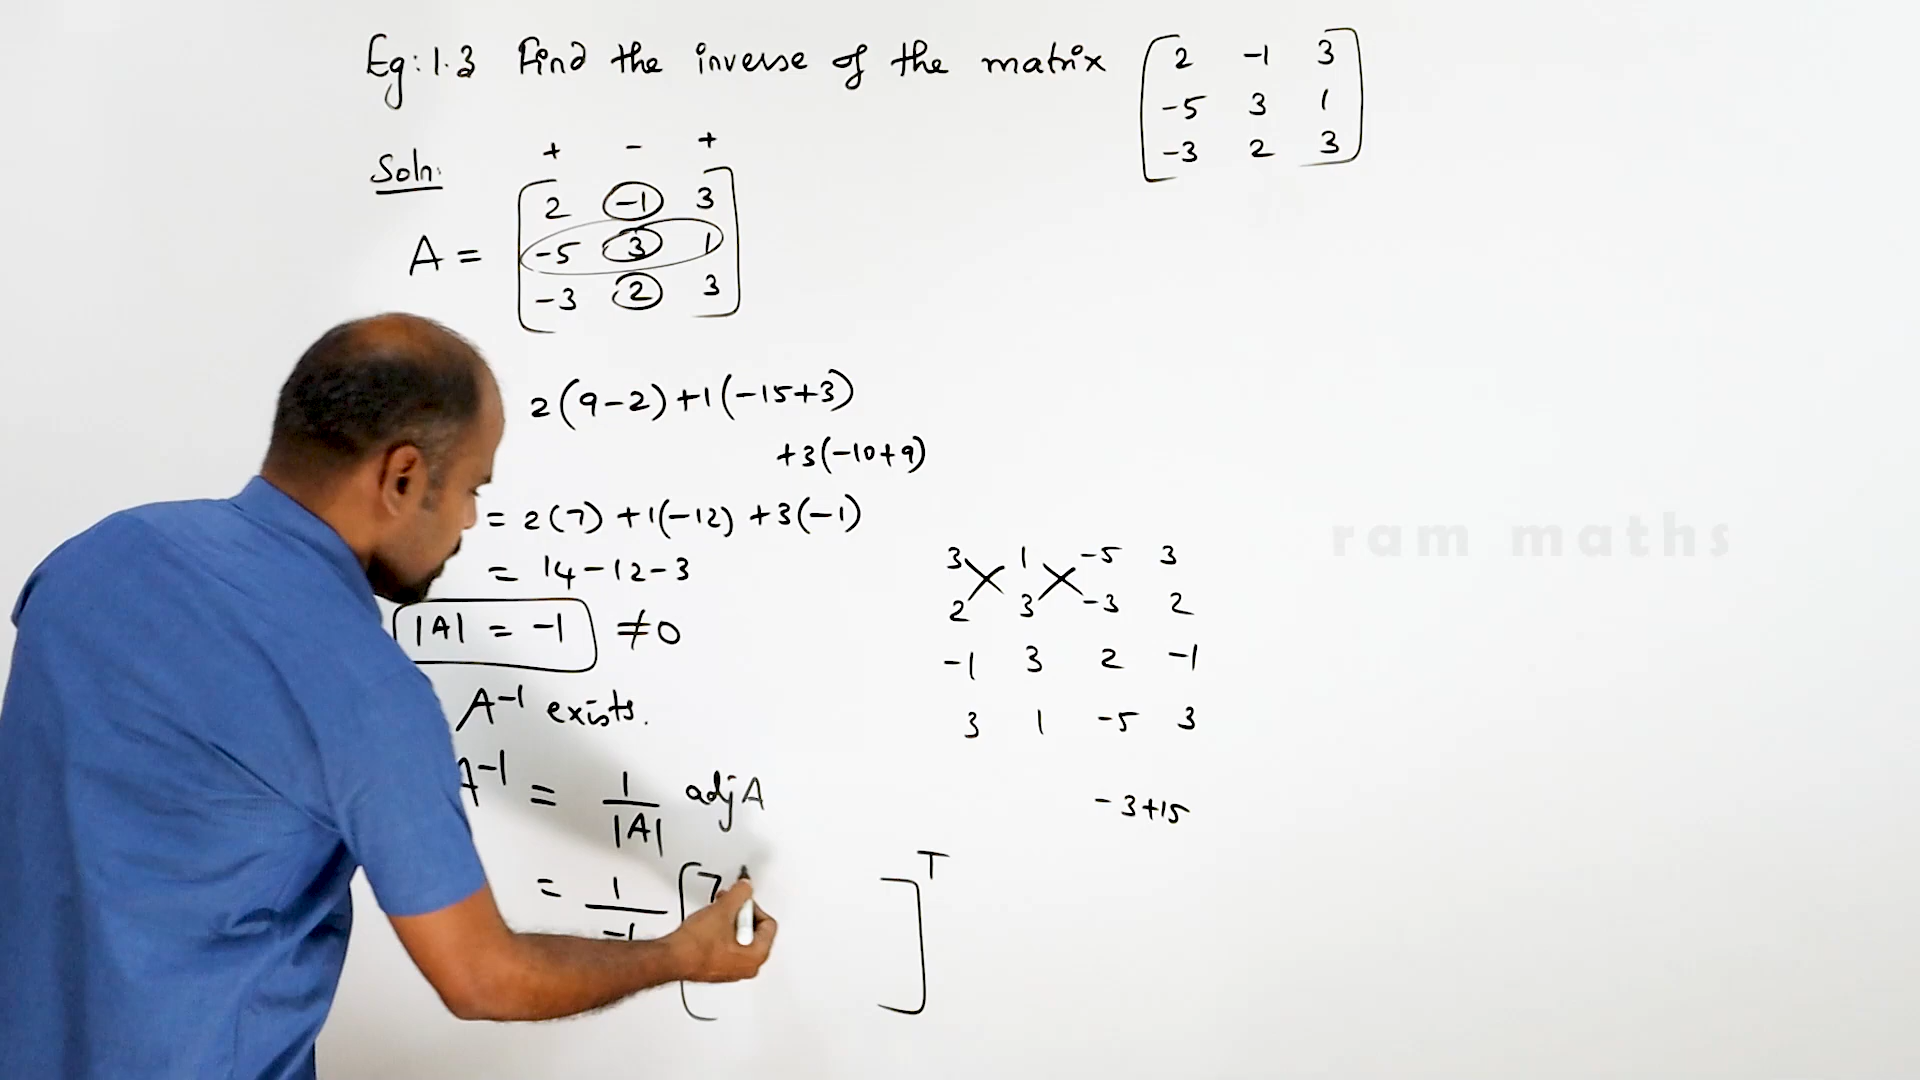 Eg: 1.3 Find the inverse of the matrix [2 -1 3
-5 3 1
-3 2 3]
Soln:
+ - +
A = [2 -1 3
-5 3 1
-3 2 3]
2(9-2)+1(-15+3)
+3(-10+9)
= 2(7) +1(-12) +3(-1)
= 14-12-3
|A| = -1 ≠0
A⁻¹ exists.
A⁻¹ = 1/|A| adjA
= 1/-1 [7 ]ᵀ
3 1 -5 3
2 3 -3 2
-1 3 2 -1
3 1 -5 3
-3+15
ram maths